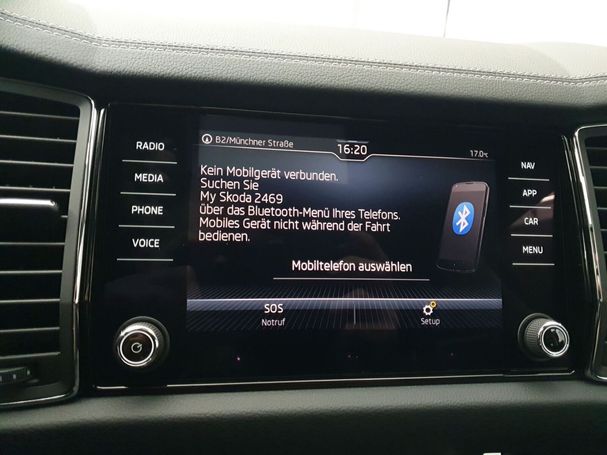 B2/Münchner Straße 16:20 17.0°C
RADIO
MEDIA
PHONE
VOICE
Kein Mobilgerät verbunden.
Suchen Sie
My Skoda 2469
über das Bluetooth-Menü Ihres Telefons.
Mobiles Gerät nicht während der Fahrt
bedienen.
Mobiltelefon auswählen
SOS
Notruf
Setup
NAV
APP
CAR
MENU